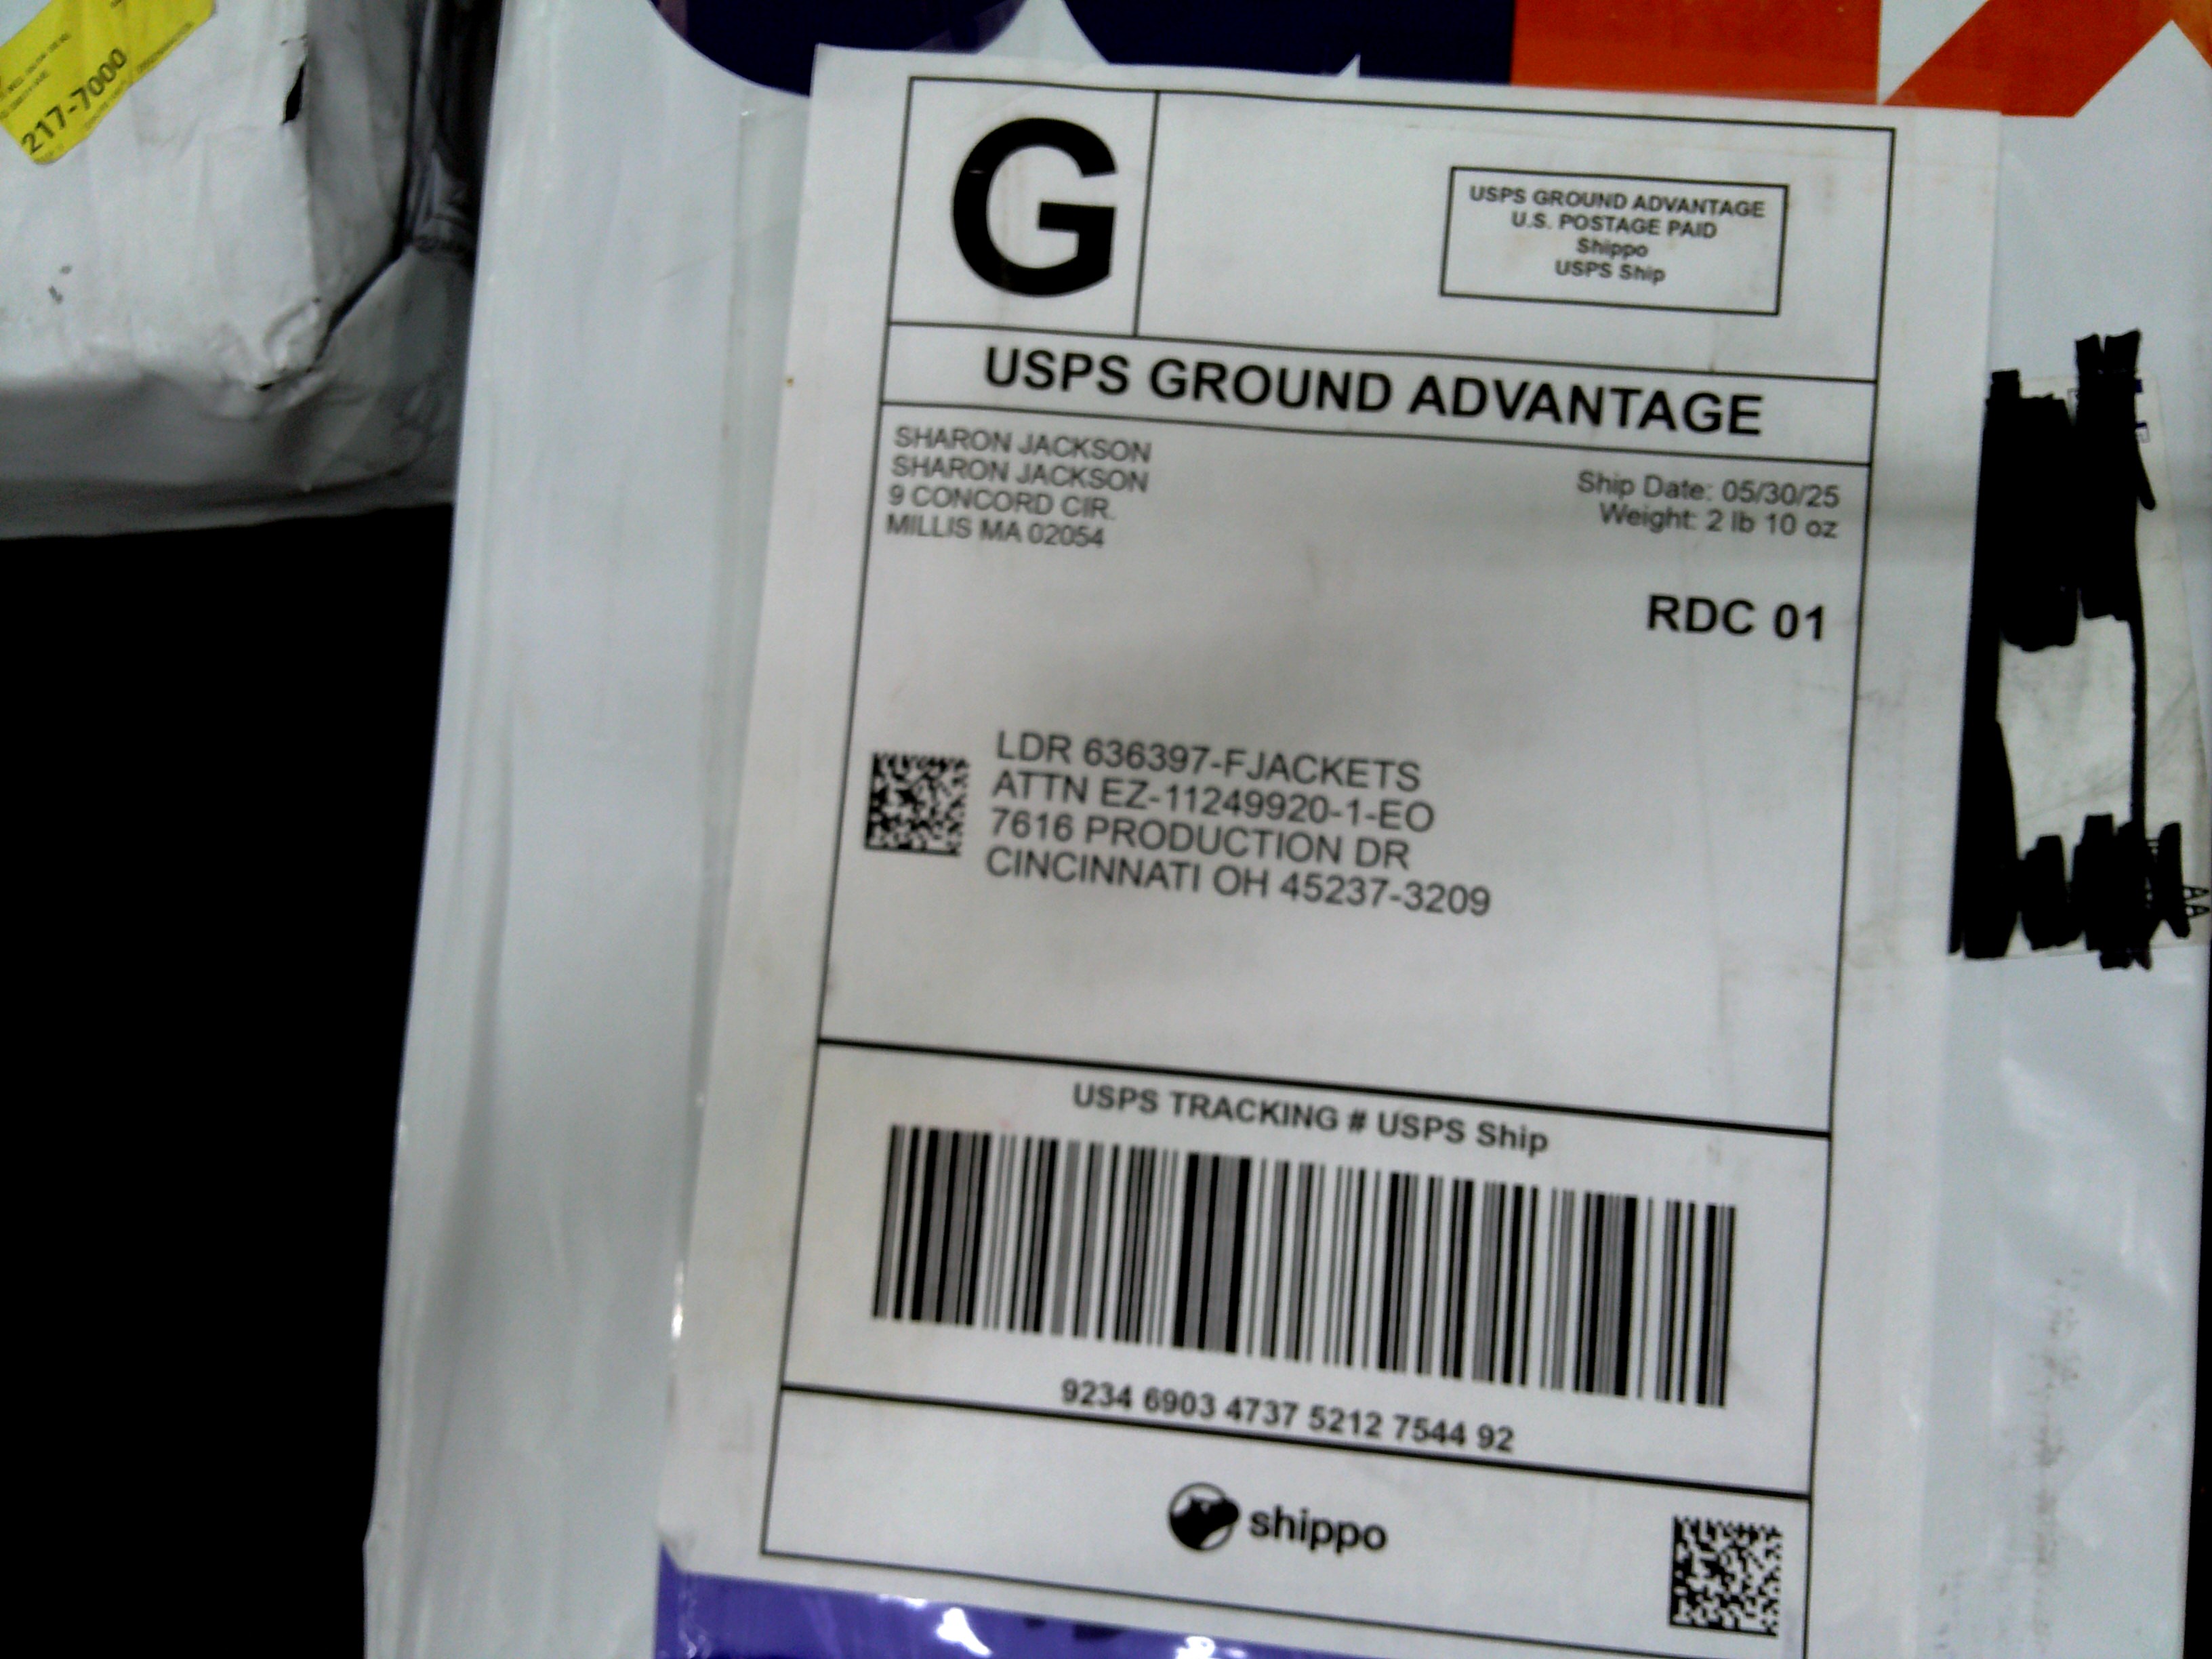 217-7000
G
USPS GROUND ADVANTAGE
U.S. POSTAGE PAID
Shippo
USPS Ship
USPS GROUND ADVANTAGE
SHARON JACKSON
SHARON JACKSON
9 CONCORD CIR.
MILLIS MA 02054
Ship Date: 05/30/25
Weight: 2 lb 10 oz
RDC 01
LDR 636397-FJACKETS
ATTN EZ-11249920-1-EO
7616 PRODUCTION DR
CINCINNATI OH 45237-3209
USPS TRACKING # USPS Ship
9234 6903 4737 5212 7544 92
shippo
AA